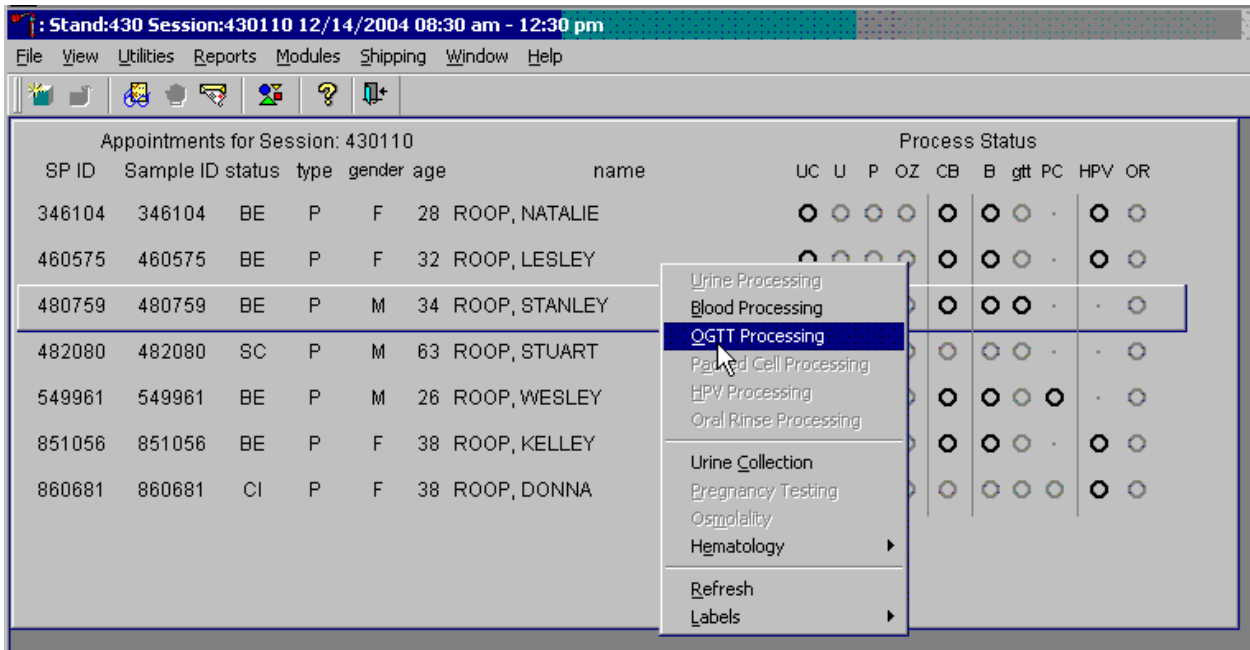 : Stand:430 Session:430110 12/14/2004 08:30 am - 12:30 pm
File View Utilities Reports Modules Shipping Window Help
Appointments for Session: 430110 Process Status
SP ID Sample ID status type gender age name UC U P OZ CB B gtt PC HPV OR
346104 346104 BE P F 28 ROOP, NATALIE
460575 460575 BE P F 32 ROOP, LESLEY
480759 480759 BE P M 34 ROOP, STANLEY
482080 482080 SC P M 63 ROOP, STUART
549961 549961 BE P M 26 ROOP, WESLEY
851056 851056 BE P F 38 ROOP, KELLEY
860681 860681 CI P F 38 ROOP, DONNA
Urine Processing
Blood Processing
OGTT Processing
Packed Cell Processing
HPV Processing
Oral Rinse Processing
Urine Collection
Pregnancy Testing
Osmolality
Hematology
Refresh
Labels